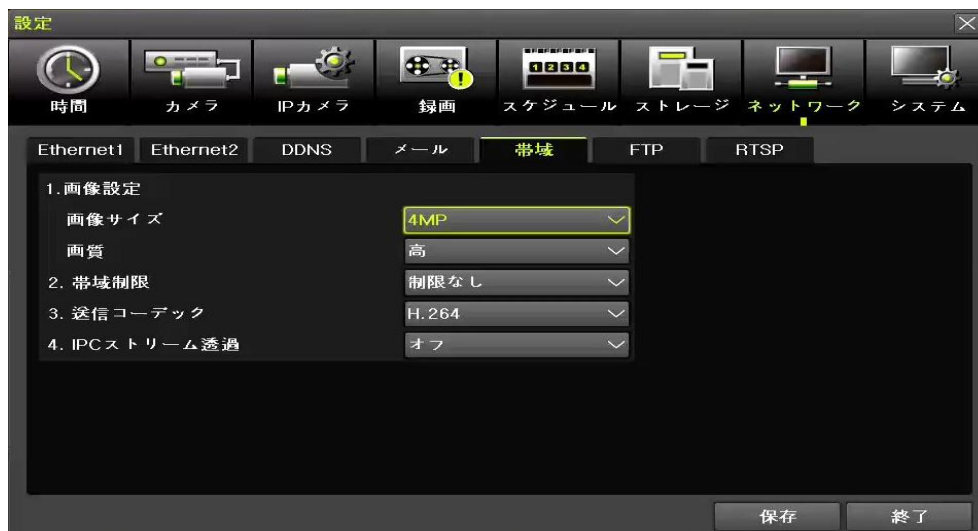 設定
時間 カメラ IPカメラ 録画 スケジュール ストレージ ネットワーク システム
Ethernet1 Ethernet2 DDNS メール 帯域 FTP RTSP
1.画像設定
画像サイズ 4MP
画質 高
2. 帯域制限 制限なし
3. 送信コーデック H.264
4. IPCストリーム透過 オフ
保存 終了